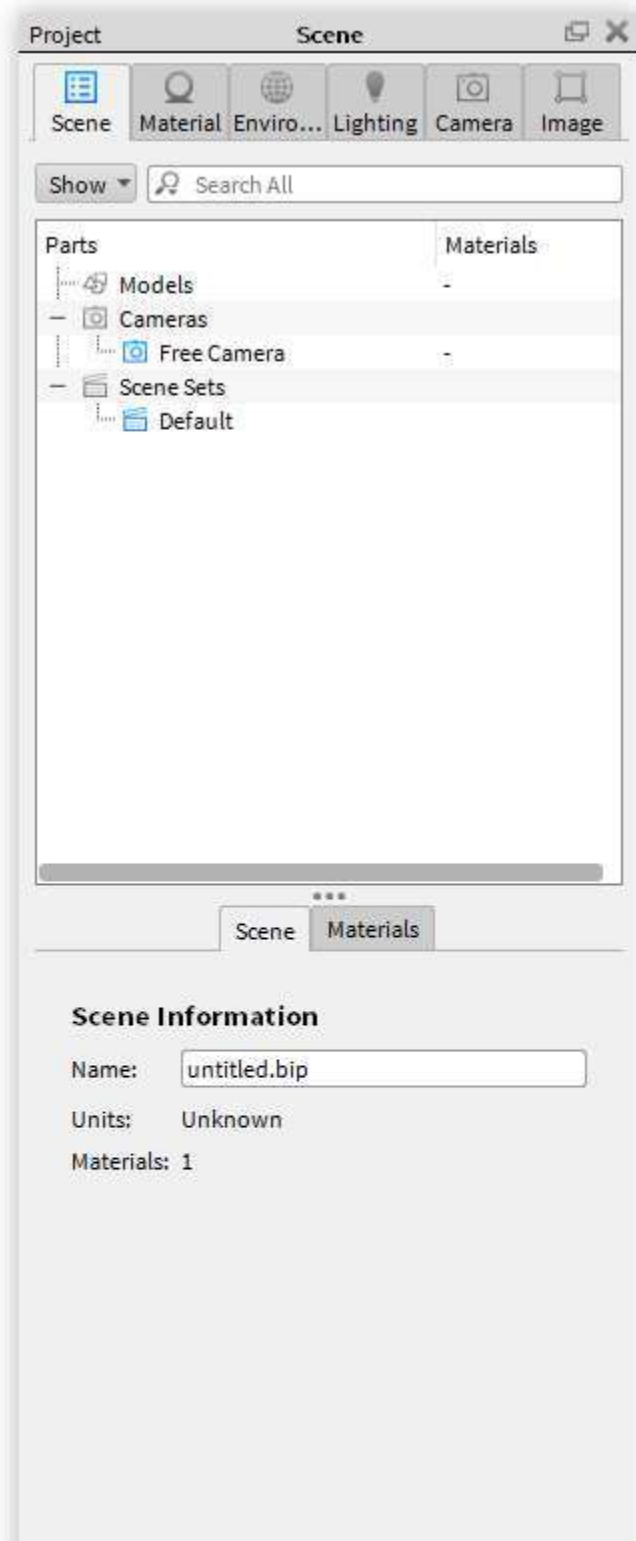 Project Scene
Scene Material Enviro... Lighting Camera Image
Show Search All
Parts Materials
Models -
Cameras
Free Camera -
Scene Sets
Default
Scene Materials
Scene Information
Name: untitled.bip
Units: Unknown
Materials: 1